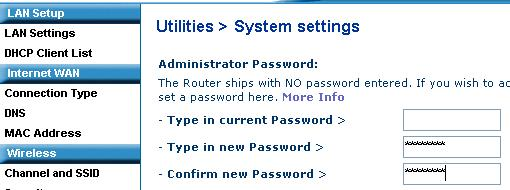 LAN Setup
LAN Settings
DHCP Client List
Internet WAN
Connection Type
DNS
MAC Address
Wireless
Channel and SSID
Utilities > System settings
Administrator Password:
The Router ships with NO password entered. If you wish to
set a password here. More Info
- Type in current Password >
- Type in new Password >
*********
- Confirm new Password >
*********